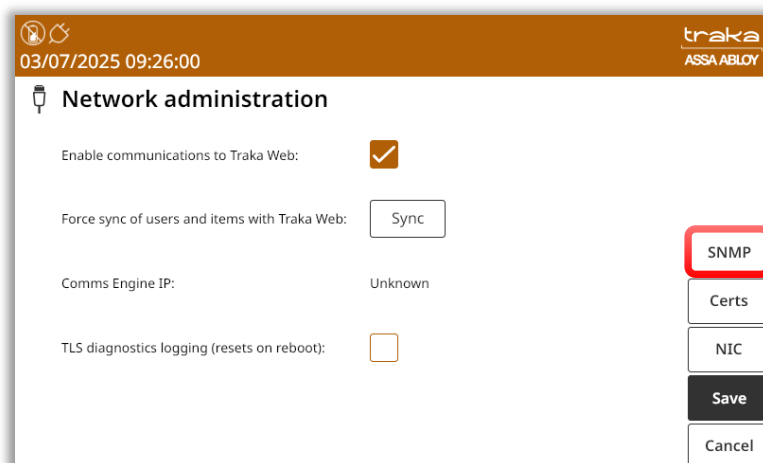 03/07/2025 09:26:00
traka
ASSA ABLOY
Network administration
Enable communications to Traka Web:
Force sync of users and items with Traka Web:
Sync
Comms Engine IP:
Unknown
TLS diagnostics logging (resets on reboot):
SNMP
Certs
NIC
Save
Cancel